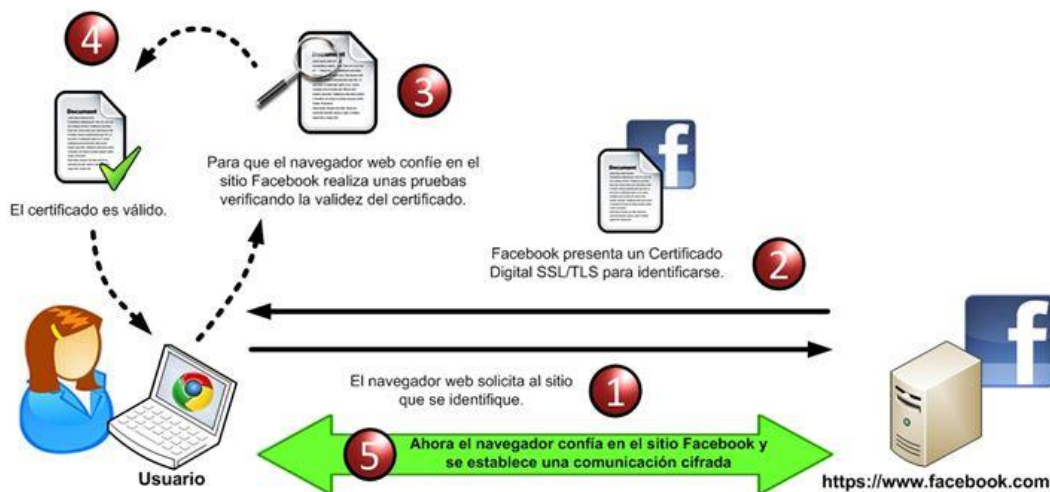 4
Document
3
Para que el navegador web confíe en el
sitio Facebook realiza unas pruebas
verificando la validez del certificado.
Document
El certificado es válido.
Document
f
Facebook presenta un Certificado
Digital SSL/TLS para identificarse.
2
El navegador web solicita al sitio
que se identifique.
1
f
5
Ahora el navegador confía en el sitio Facebook y
se establece una comunicación cifrada
Usuario
https://www.facebook.com